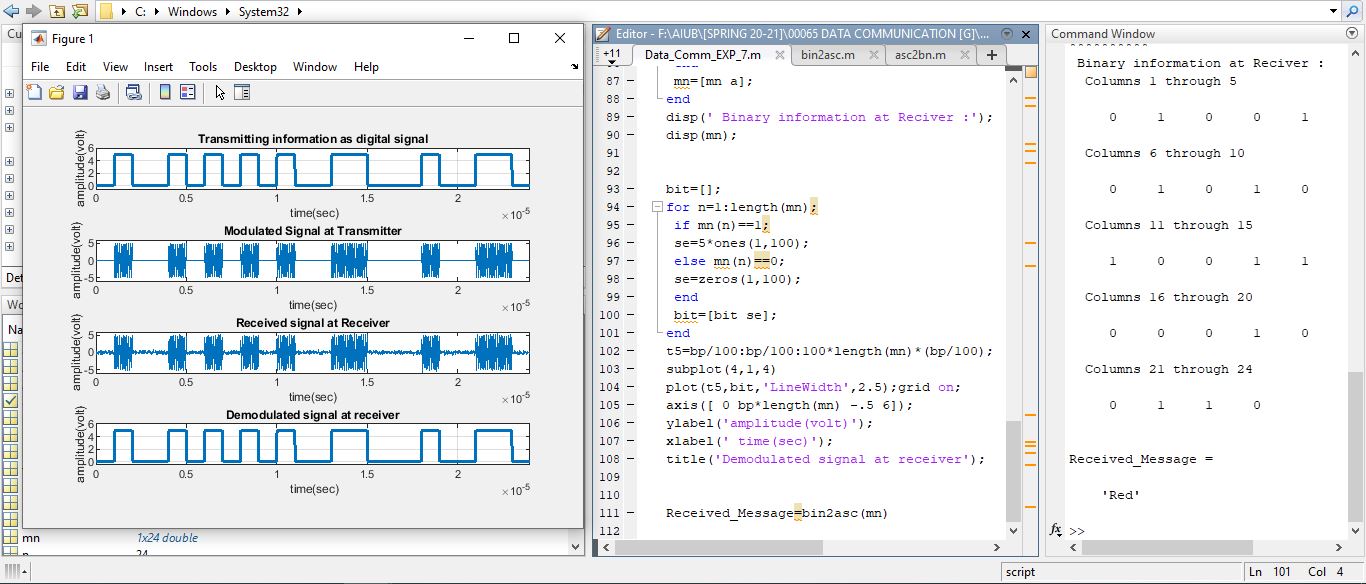 C: Windows System32
Figure 1
File Edit View Insert Tools Desktop Window Help
Transmitting information as digital signal
amplitude(volt)
6
4
2
0
0 0.5 1 1.5 2
time(sec)
×10-5
Modulated Signal at Transmitter
amplitude(volt)
5
0
-5
0 0.5 1 1.5 2
time(sec)
×10-5
Received signal at Receiver
amplitude(volt)
5
0
-5
0 0.5 1 1.5 2
time(sec)
×10-5
Demodulated signal at receiver
amplitude(volt)
6
4
2
0
0 0.5 1 1.5 2
time(sec)
×10-5
Cu
Det
Wo
Na
mn 1x24 double
24
Editor - F:\AIUB\[SPRING 20-21]\00065 DATA COMMUNICATION [G]\...
+11 Data_Comm_EXP_7.m bin2asc.m asc2bn.m
87 mn=[mn a];
88 end
89 disp(' Binary information at Reciver :');
90 disp(mn);
91
92
93 bit=[];
94 for n=1:length(mn);
95 if mn(n)==1;
96 se=5*ones(1,100);
97 else mn(n)==0;
98 se=zeros(1,100);
99 end
100 bit=[bit se];
101 end
102 t5=bp/100:bp/100:100*length(mn)*(bp/100);
103 subplot(4,1,4)
104 plot(t5,bit,'LineWidth',2.5);grid on;
105 axis([ 0 bp*length(mn) -.5 6]);
106 ylabel('amplitude(volt)');
107 xlabel(' time(sec)');
108 title('Demodulated signal at receiver');
109
110
111 Received_Message=bin2asc(mn)
112
Command Window
Binary information at Reciver :
Columns 1 through 5
0 1 0 0 1
Columns 6 through 10
0 1 0 1 0
Columns 11 through 15
1 0 0 1 1
Columns 16 through 20
0 0 0 1 0
Columns 21 through 24
0 1 1 0
Received_Message =
'Red'
fx >>
script Ln 101 Col 4